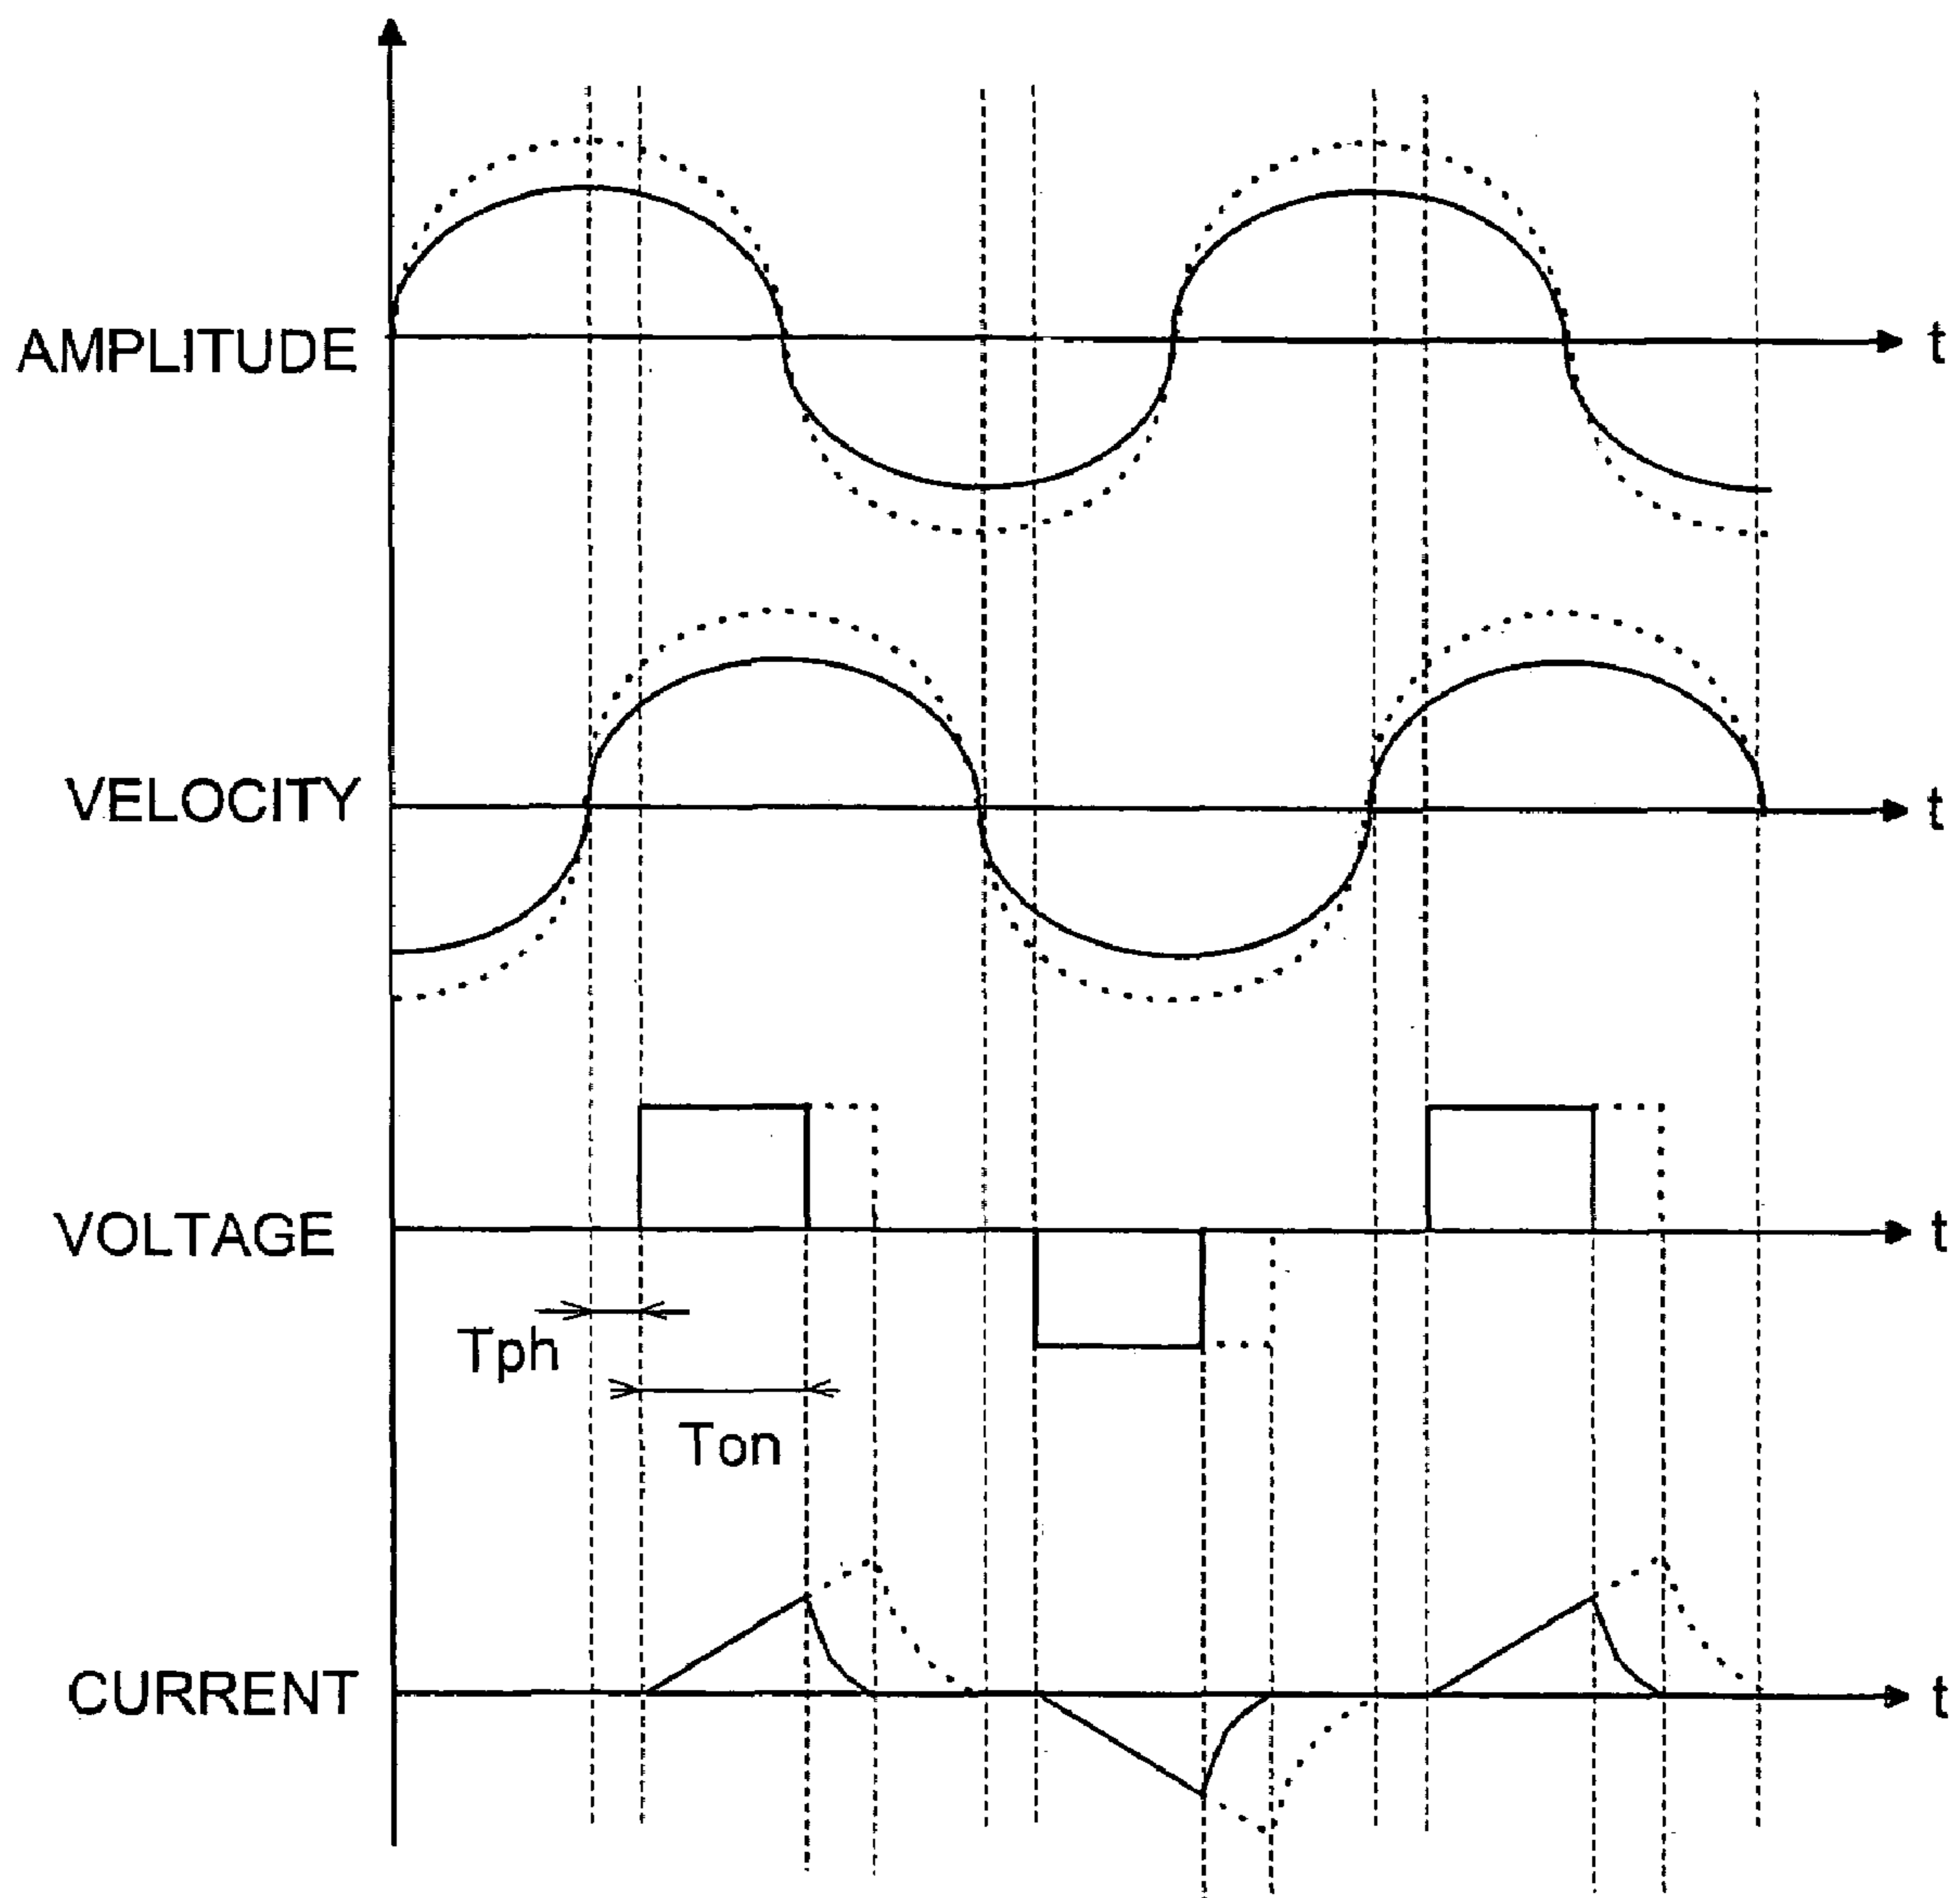 AMPLITUDE
t
VELOCITY
t
VOLTAGE
t
Tph
Ton
CURRENT
t